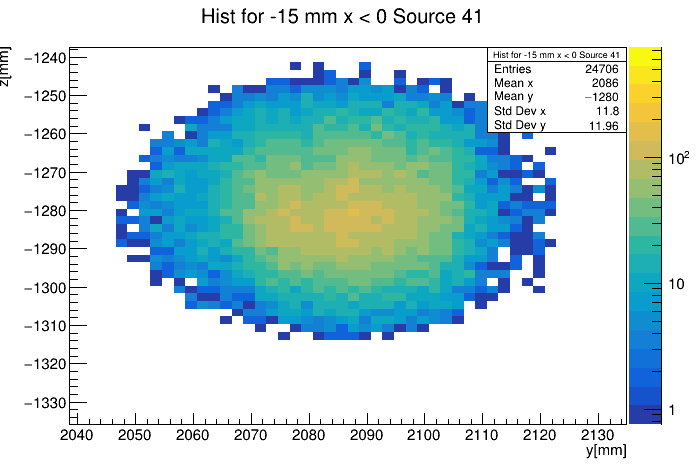 Hist for -15 mm x < 0 Source 41
z[mm]
−1240
−1250
−1260
−1270
−1280
−1290
−1300
−1310
−1320
−1330
Hist for -15 mm x < 0 Source 41
Entries 24706
Mean x 2086
Mean y −1280
Std Dev x 11.8
Std Dev y 11.96
10²
10
1
2040 2050 2060 2070 2080 2090 2100 2110 2120 2130
y[mm]